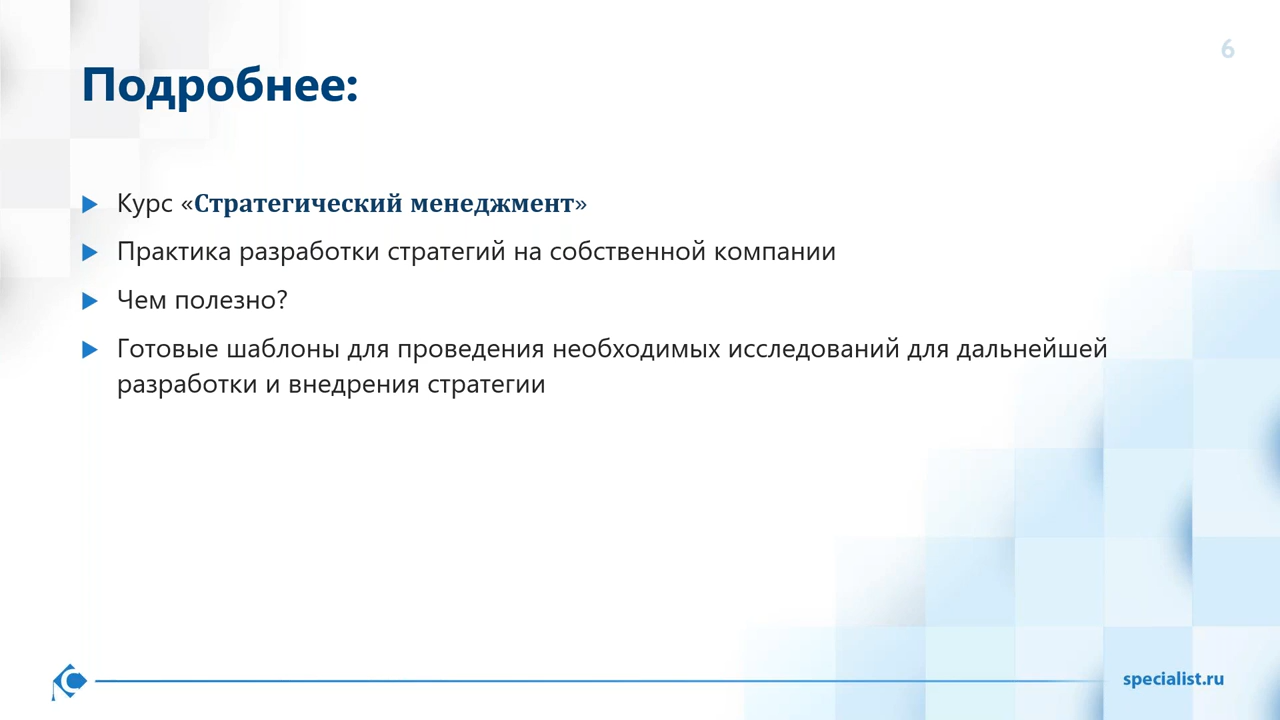 6
Подробнее:
Курс «Стратегический менеджмент»
Практика разработки стратегий на собственной компании
Чем полезно?
Готовые шаблоны для проведения необходимых исследований для дальнейшей
разработки и внедрения стратегии
specialist.ru